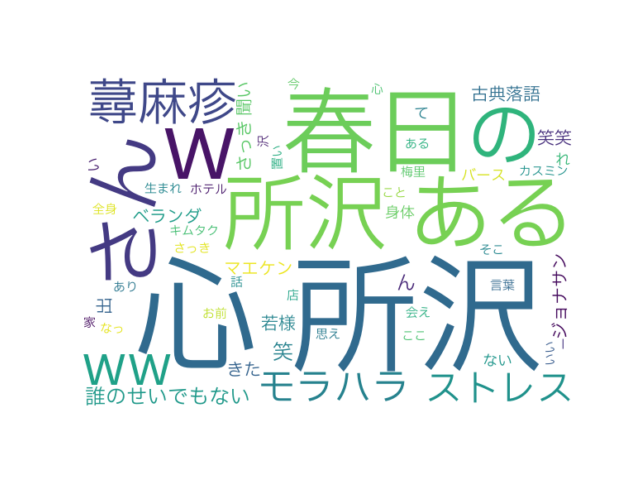 蕁麻疹
さっき
聞い
今
心
春日
の
古典落語
w
て
笑笑
沢
置い
ある
れ
ん
い
所沢
ある
梅里
カスミン
生まれ
ホテル
こと
バース
全身
ベランダ
身体
さ
キムタク
ージョナサン
さっき
心
所沢
そこ
マエケン
ん
あり
話
言葉
出
お前
店
会え
家
なっ
若様
思え
ここ
ww
きた
笑
ない
誰のせいでもない
モラハラ
ストレス